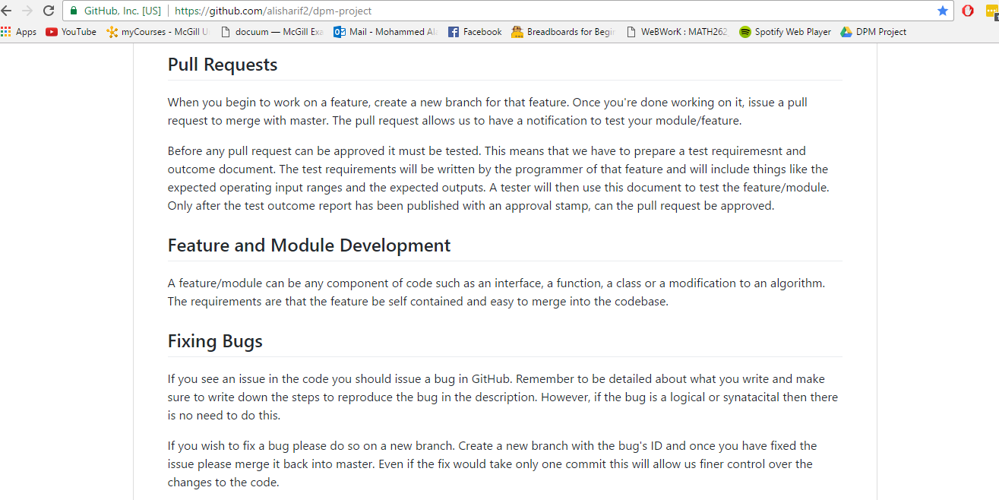 GitHub, Inc. [US] | https://github.com/alisharif2/dpm-project
Apps YouTube myCourses - McGill U docuum — McGill Exa Mail - Mohammed Ala Facebook Breadboards for Begir WeBWorK : MATH262_ Spotify Web Player DPM Project
Pull Requests
When you begin to work on a feature, create a new branch for that feature. Once you're done working on it, issue a pull
request to merge with master. The pull request allows us to have a notification to test your module/feature.
Before any pull request can be approved it must be tested. This means that we have to prepare a test requiremesnt and
outcome document. The test requirements will be written by the programmer of that feature and will include things like the
expected operating input ranges and the expected outputs. A tester will then use this document to test the feature/module.
Only after the test outcome report has been published with an approval stamp, can the pull request be approved.
Feature and Module Development
A feature/module can be any component of code such as an interface, a function, a class or a modification to an algorithm.
The requirements are that the feature be self contained and easy to merge into the codebase.
Fixing Bugs
If you see an issue in the code you should issue a bug in GitHub. Remember to be detailed about what you write and make
sure to write down the steps to reproduce the bug in the description. However, if the bug is a logical or synatacital then there
is no need to do this.
If you wish to fix a bug please do so on a new branch. Create a new branch with the bug's ID and once you have fixed the
issue please merge it back into master. Even if the fix would take only one commit this will allow us finer control over the
changes to the code.